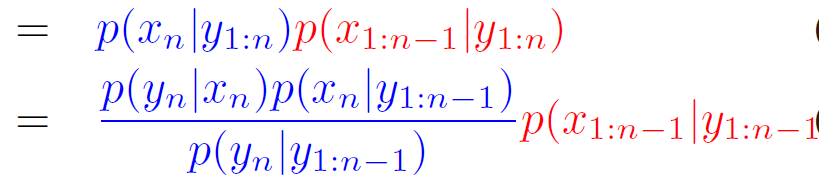 = p(x_n|y_{1:n})p(x_{1:n−1}|y_{1:n}) (
= \frac{p(y_n|x_n)p(x_n|y_{1:n−1})}{p(y_n|y_{1:n−1})} p(x_{1:n−1}|y_{1:n−1}